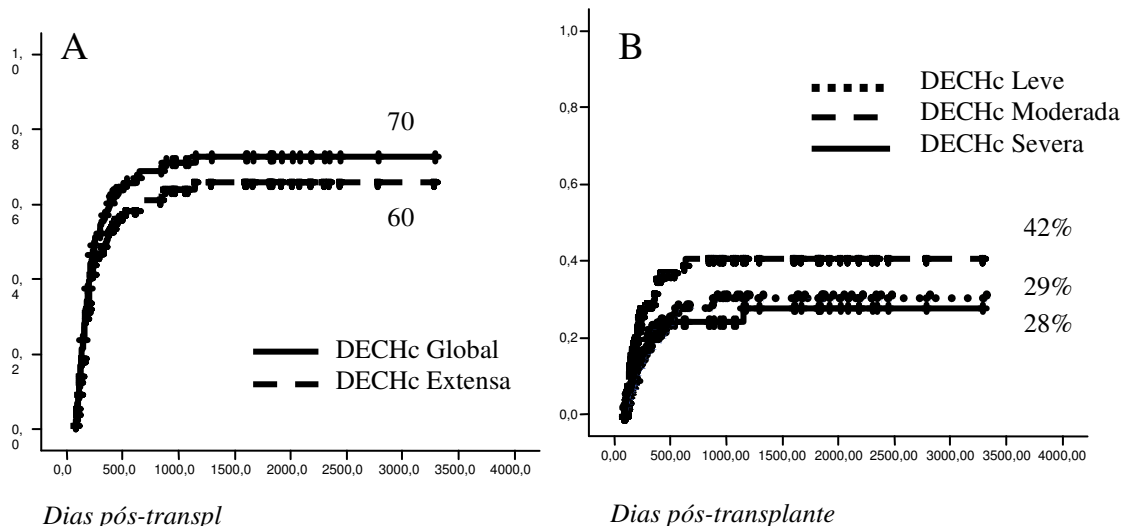 A
1,
0
0,
8
0,
6
0,
4
0,
2
0,
0
70
60
DECHc Global
DECHc Extensa
0,0 500,0 1000,0 1500,0 2000,0 2500,0 3000,0 3500,0 4000,0
Dias pós-transpl
B
1,0
0,8
0,6
0,4
0,2
0,0
DECHc Leve
DECHc Moderada
DECHc Severa
42%
29%
28%
0,00 500,00 1000,00 1500,00 2000,00 2500,00 3000,00 3500,00 4000,00
Dias pós-transplante